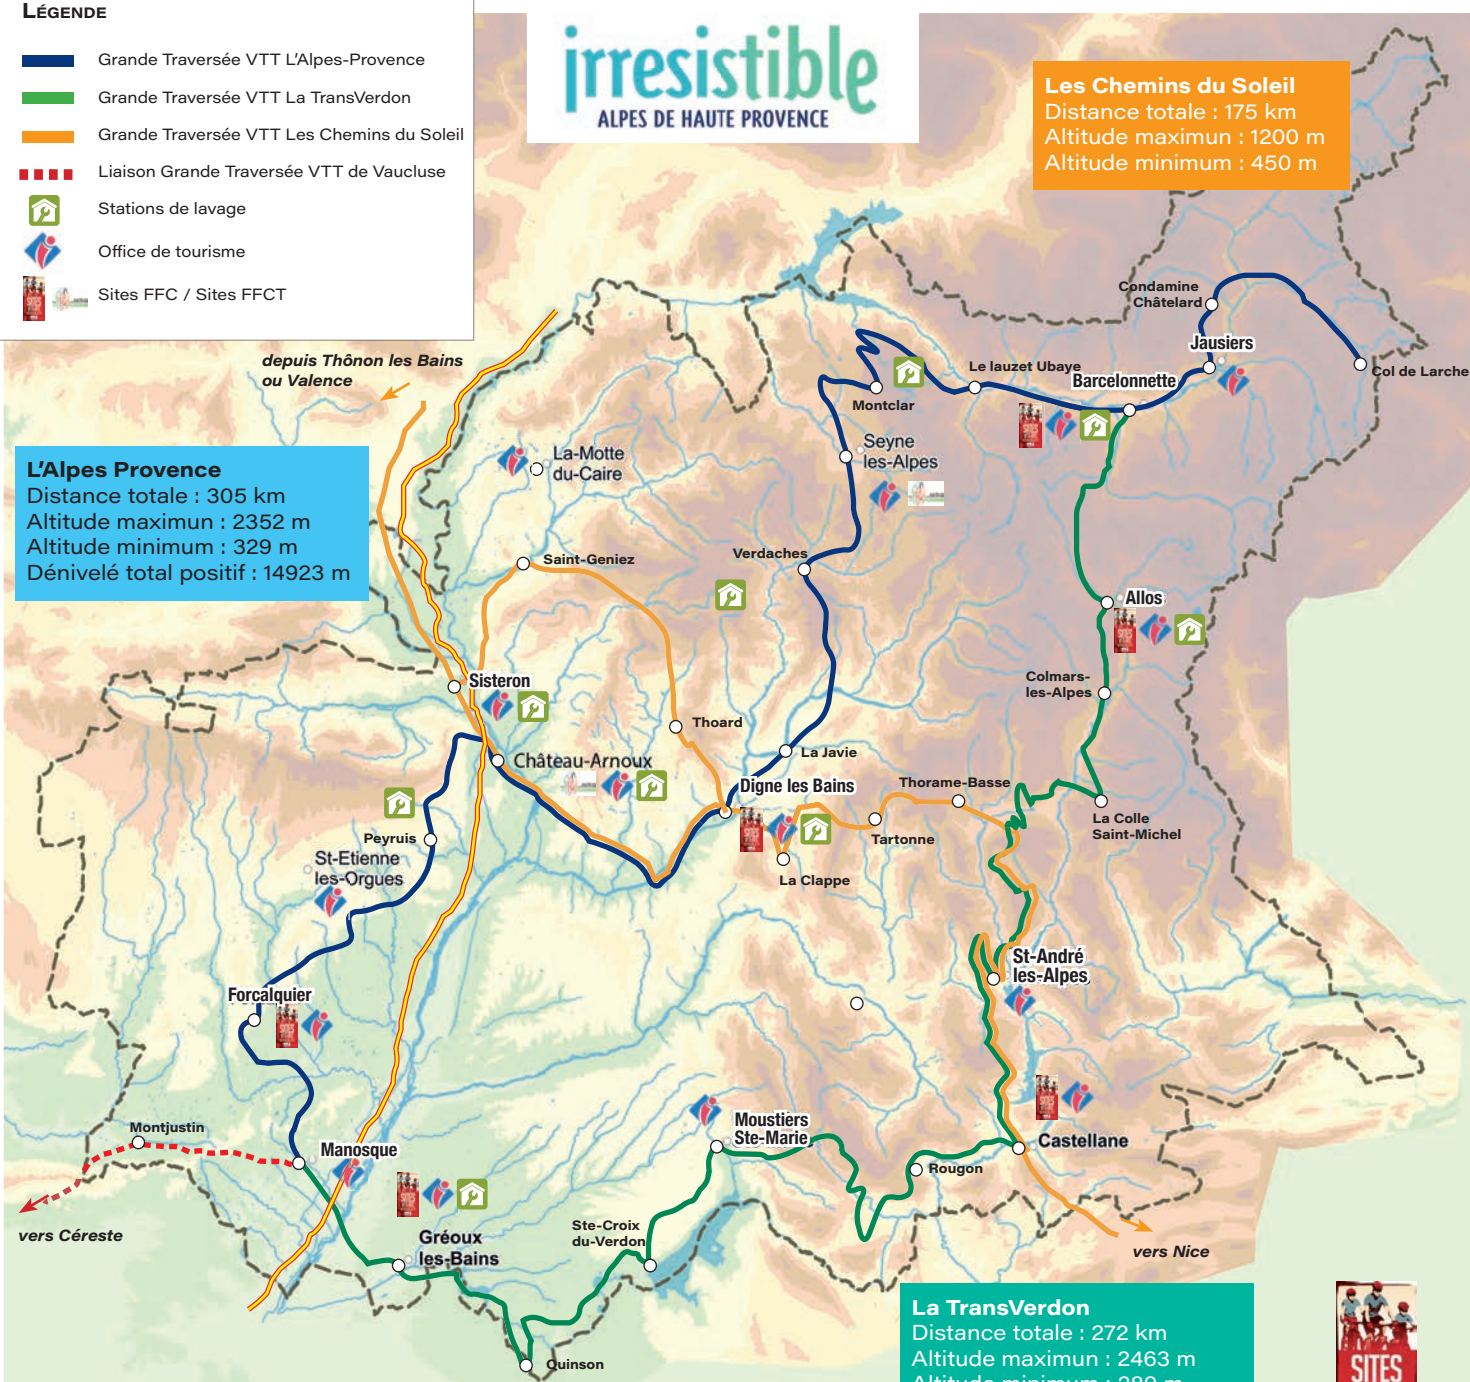 LÉGENDE
Grande Traversée VTT L'Alpes-Provence
Grande Traversée VTT La TransVerdon
Grande Traversée VTT Les Chemins du Soleil
Liaison Grande Traversée VTT de Vaucluse
Stations de lavage
Office de tourisme
Sites FFC / Sites FFCT
irresistible
ALPES DE HAUTE PROVENCE
Les Chemins du Soleil
Distance totale : 175 km
Altitude maximun : 1200 m
Altitude minimum : 450 m
depuis Thônon les Bains
ou Valence
L'Alpes Provence
Distance totale : 305 km
Altitude maximun : 2352 m
Altitude minimum : 329 m
Dénivelé total positif : 14923 m
Condamine
Châtelard
Jausiers
Col de Larche
Le lauzet Ubaye
Barcelonnette
Montclar
Seyne
les-Alpes
La-Motte
du-Caire
Saint-Geniez
Verdaches
Allos
Colmars-
les-Alpes
Sisteron
Thoard
La Javie
Château-Arnoux
Digne les Bains
Thorame-Basse
La Colle
Saint-Michel
Tartonne
La Clappe
Peyruis
St-Etienne
les-Orgues
St-André
les-Alpes
Forcalquier
Montjustin
Manosque
Moustiers
Ste-Marie
Castellane
Rougon
vers Céreste
Gréoux
les-Bains
Ste-Croix
du-Verdon
vers Nice
Quinson
La TransVerdon
Distance totale : 272 km
Altitude maximun : 2463 m
SITES